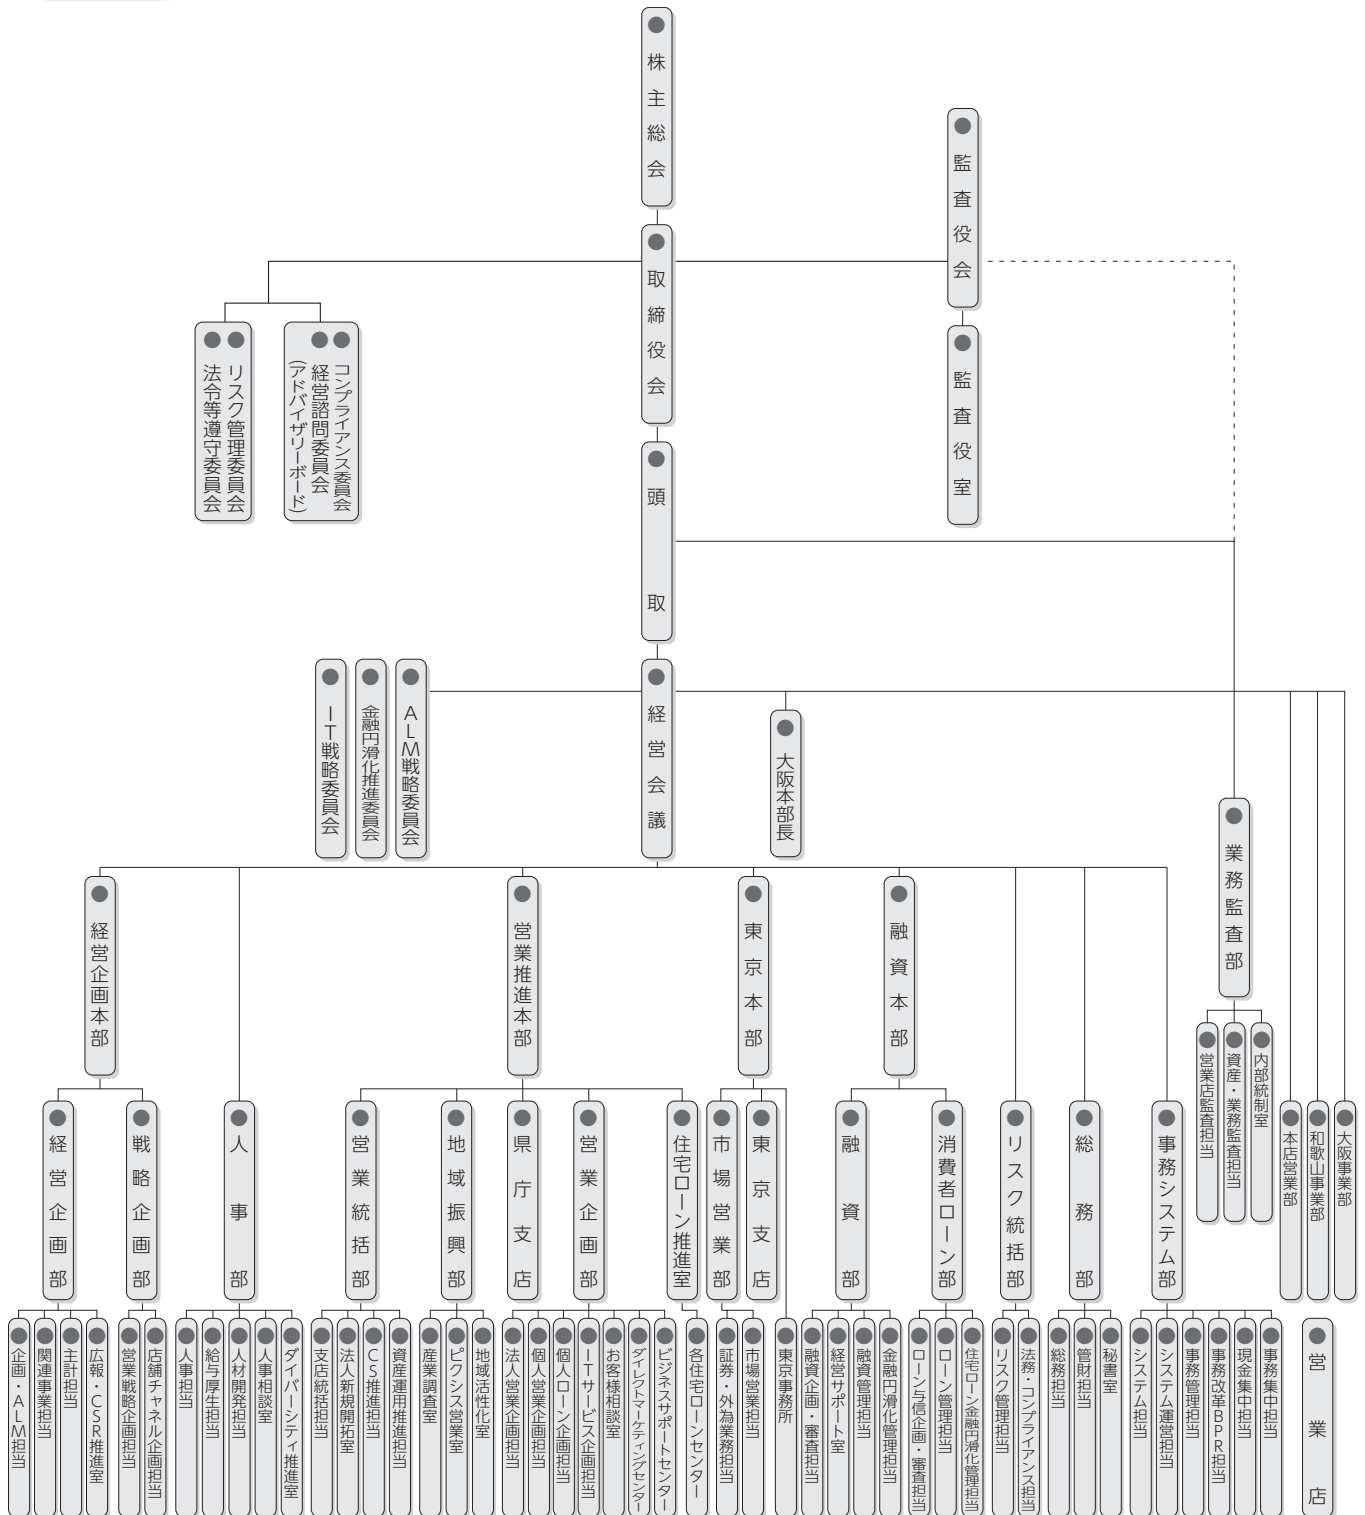 ●株主総会
●監査役会
●取締役会
●監査役室
●リスク管理委員会
●法令等遵守委員会
●コンプライアンス委員会
●経営諮問委員会
(アドバイザリーボード)
●頭取
●経営会議
●ALM戦略委員会
●金融円滑化推進委員会
●IT戦略委員会
●大阪本部長
●業務監査部
●内部統制室
●資産・業務監査担当
●営業店監査担当
●大阪事業部
●和歌山事業部
●本店営業部
●営業店
●経営企画本部
●営業推進本部
●東京本部
●融資本部
●経営企画部
●戦略企画部
●人事部
●営業統括部
●地域振興部
●県庁支店
●営業企画部
●住宅ローン推進室
●市場営業部
●東京支店
●融資部
●消費者ローン部
●リスク統括部
●総務部
●事務システム部
●企画・ALM担当
●関連事業担当
●主計担当
●広報・CSR推進室
●営業戦略企画担当
●店舗チャネル企画担当
●人事担当
●給与厚生担当
●人材開発担当
●人事相談室
●ダイバーシティ推進室
●支店統括担当
●法人新規開拓室
●CS推進担当
●資産運用推進担当
●産業調査室
●ピクシス営業室
●地域活性化室
●法人営業企画担当
●個人営業企画担当
●個人ローン企画担当
●ITサービス企画担当
●お客様相談室
●ダイレクトマーケティングセンター
●ビジネスサポートセンター
●各住宅ローンセンター
●証券・外為業務担当
●市場営業担当
●東京事務所
●融資企画・審査担当
●経営サポート室
●融資管理担当
●金融円滑化管理担当
●ローン与信企画・審査担当
●ローン管理担当
●住宅ローン金融円滑化管理担当
●リスク管理担当
●法務・コンプライアンス担当
●総務担当
●管財担当
●秘書室
●システム担当
●システム運営担当
●事務管理担当
●事務改革BPR担当
●現金集中担当
●事務集中担当